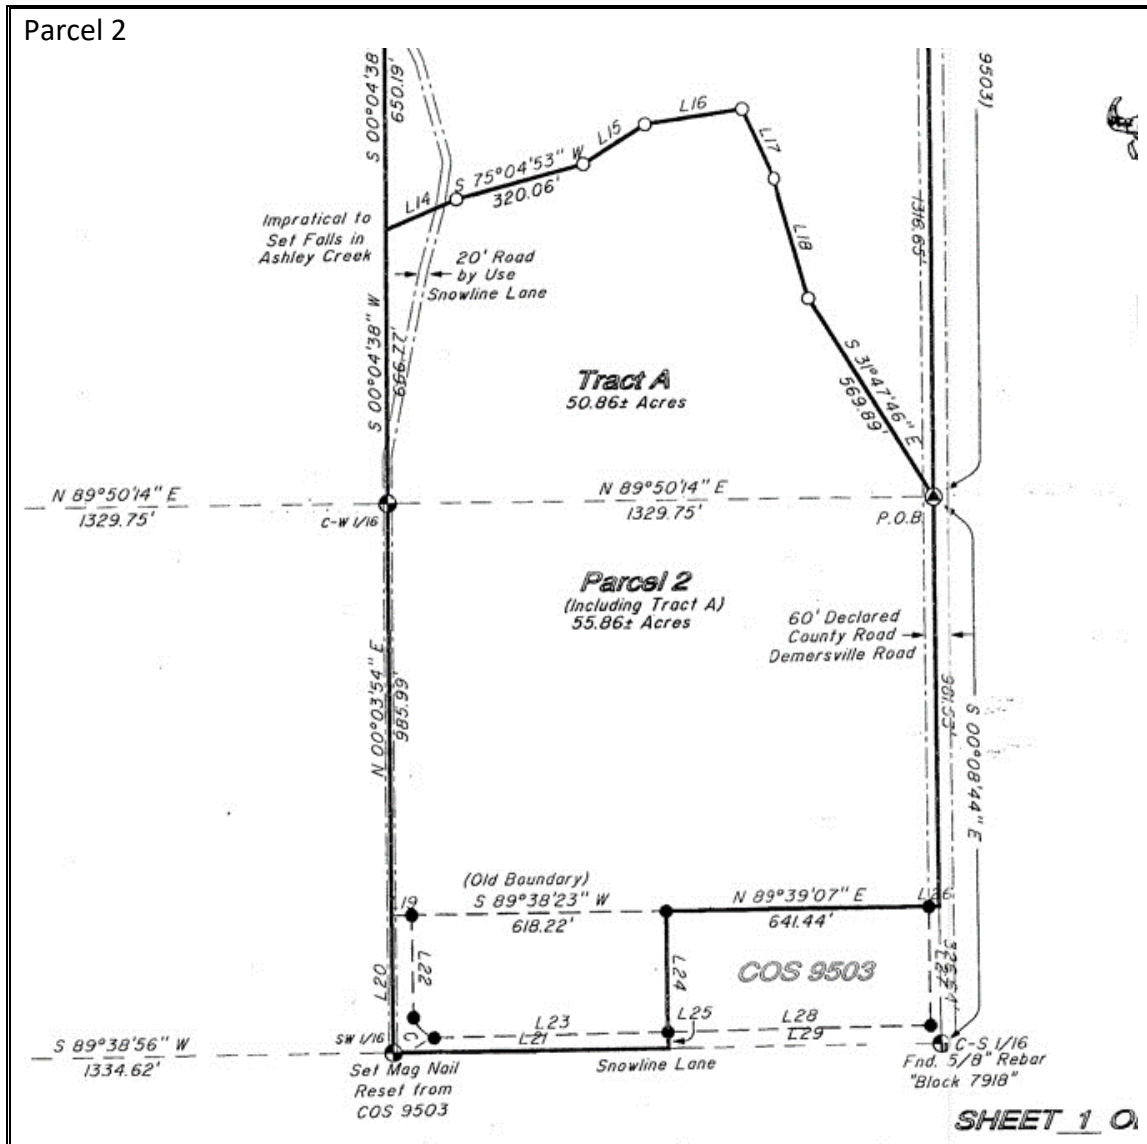 Parcel 2
S 00°04'38"
650.19'
9503)
L16
L15
L17
S 75°04'53" W
320.06'
L14
Impratical to
Set Falls in
Ashley Creek
20' Road
by Use
Snowline Lane
L18
1316.65'
S 00°04'38" W
666.77'
Tract A
50.86± Acres
S 31°47'46" E
569.89'
N 89°50'14" E
1329.75'
C-W 1/16
N 89°50'14" E
1329.75'
P.O.B.
Parcel 2
(Including Tract A)
55.86± Acres
60' Declared
County Road
Demersville Road
N 00°03'54" E
985.99'
901.53'
S 00°08'44" E
(Old Boundary)
L19
S 89°38'23" W
618.22'
N 89°39'07" E
641.44'
L26
L20
L22
L24
COS 9503
L27
L23
L21
L25
L28
L29
C
SW 1/16
S 89°38'56" W
1334.62'
Set Mag Nail
Reset from
COS 9503
Snowline Lane
C-S 1/16
Fnd. 5/8" Rebar
"Block 7918"
SHEET 1